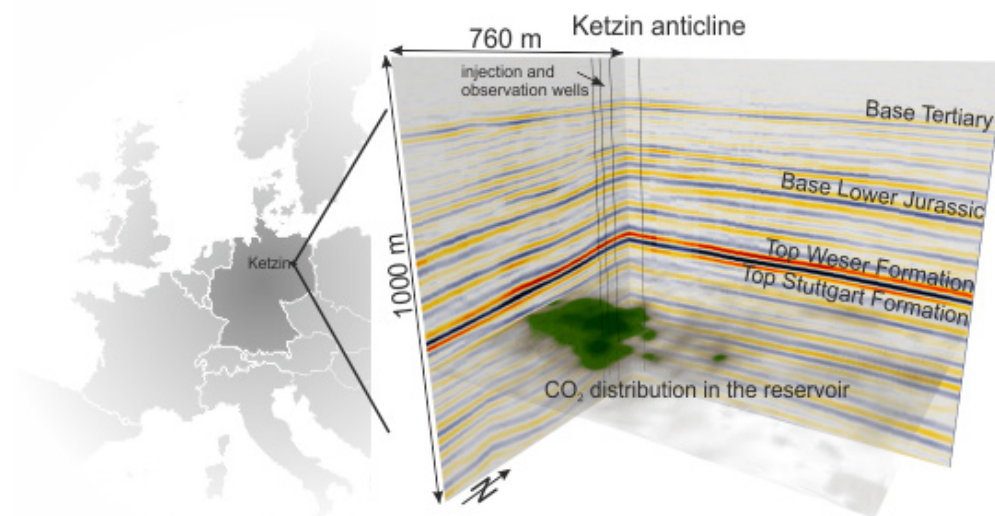 Ketzin anticline
760 m
injection and
observation wells
Base Tertiary
Base Lower Jurassic
Ketzin
Top Weser Formation
Top Stuttgart Formation
1000 m
CO₂ distribution in the reservoir
N